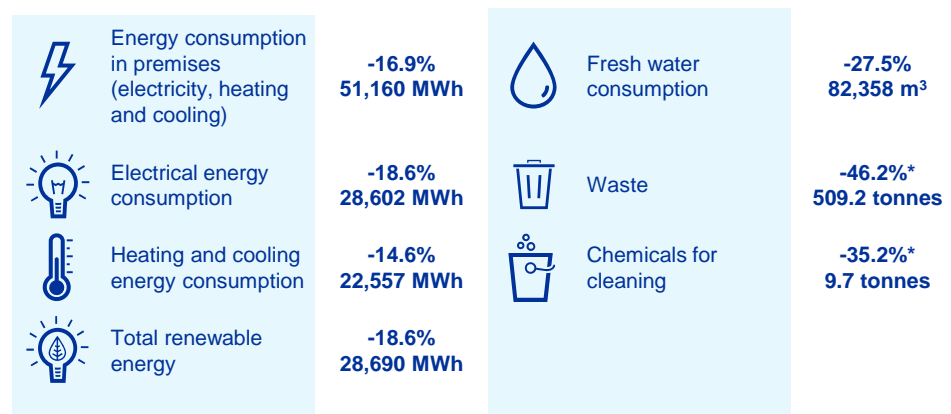 Energy consumption
in premises
(electricity, heating
and cooling)
-16.9%
51,160 MWh
Electrical energy
consumption
-18.6%
28,602 MWh
Heating and cooling
energy consumption
-14.6%
22,557 MWh
Total renewable
energy
-18.6%
28,690 MWh
Fresh water
consumption
-27.5%
82,358 m³
Waste
-46.2%*
509.2 tonnes
Chemicals for
cleaning
-35.2%*
9.7 tonnes